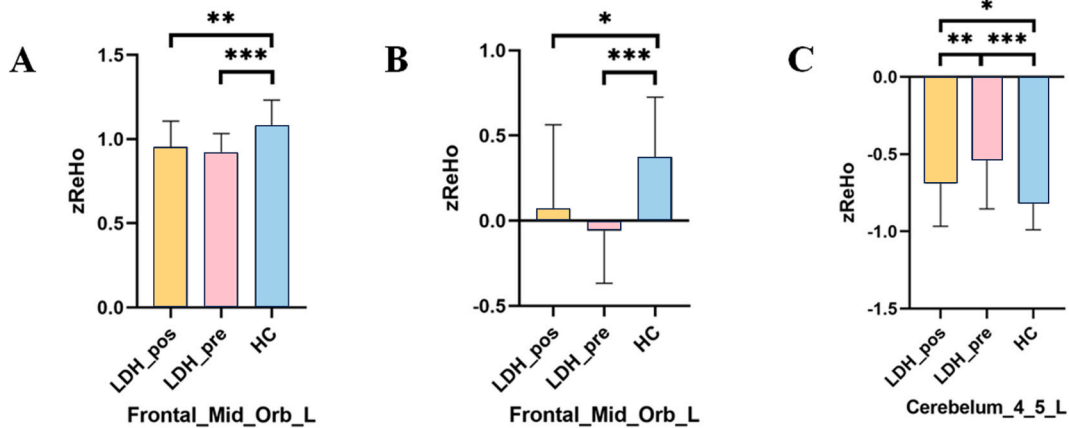 A
**
***
1.5
1.0
0.5
0.0
zReHo
LDH_pos
LDH_pre
HC
Frontal_Mid_Orb_L
B
*
***
1.0
0.5
0.0
-0.5
zReHo
LDH_pos
LDH_pre
HC
Frontal_Mid_Orb_L
C
*
** ***
0.0
-0.5
-1.0
-1.5
zReHo
LDH_pos
LDH_pre
HC
Cerebelum_4_5_L